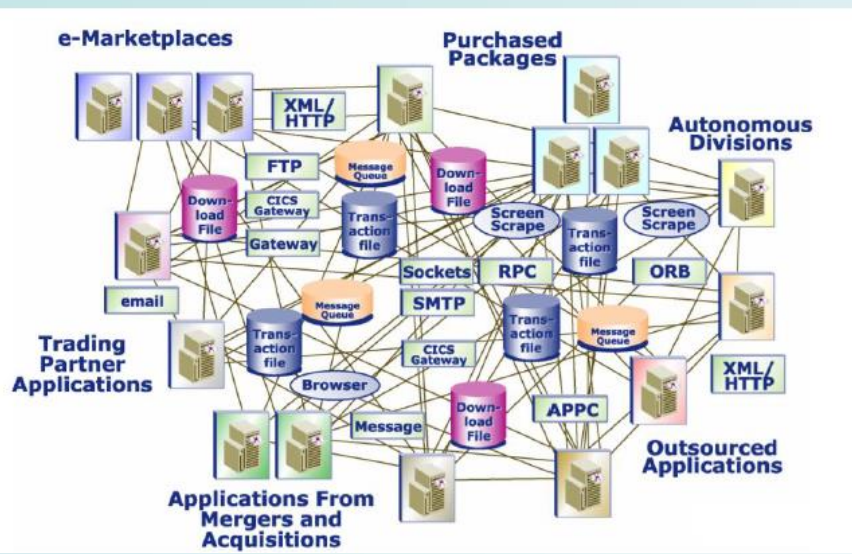 e-Marketplaces
Purchased
Packages
XML/
HTTP
Autonomous
Divisions
FTP
Message
Queue
Down-
load
File
Down-
load
File
CICS
Gateway
Trans-
action
file
Screen
Scrape
Trans-
action
file
Screen
Scrape
Gateway
Sockets
RPC
ORB
email
Message
Queue
SMTP
Trans-
action
file
Trans-
action
file
Message
Queue
Trading
Partner
Applications
CICS
Gateway
XML/
HTTP
Browser
Down-
load
File
APPC
Message
Outsourced
Applications
Applications From
Mergers and
Acquisitions